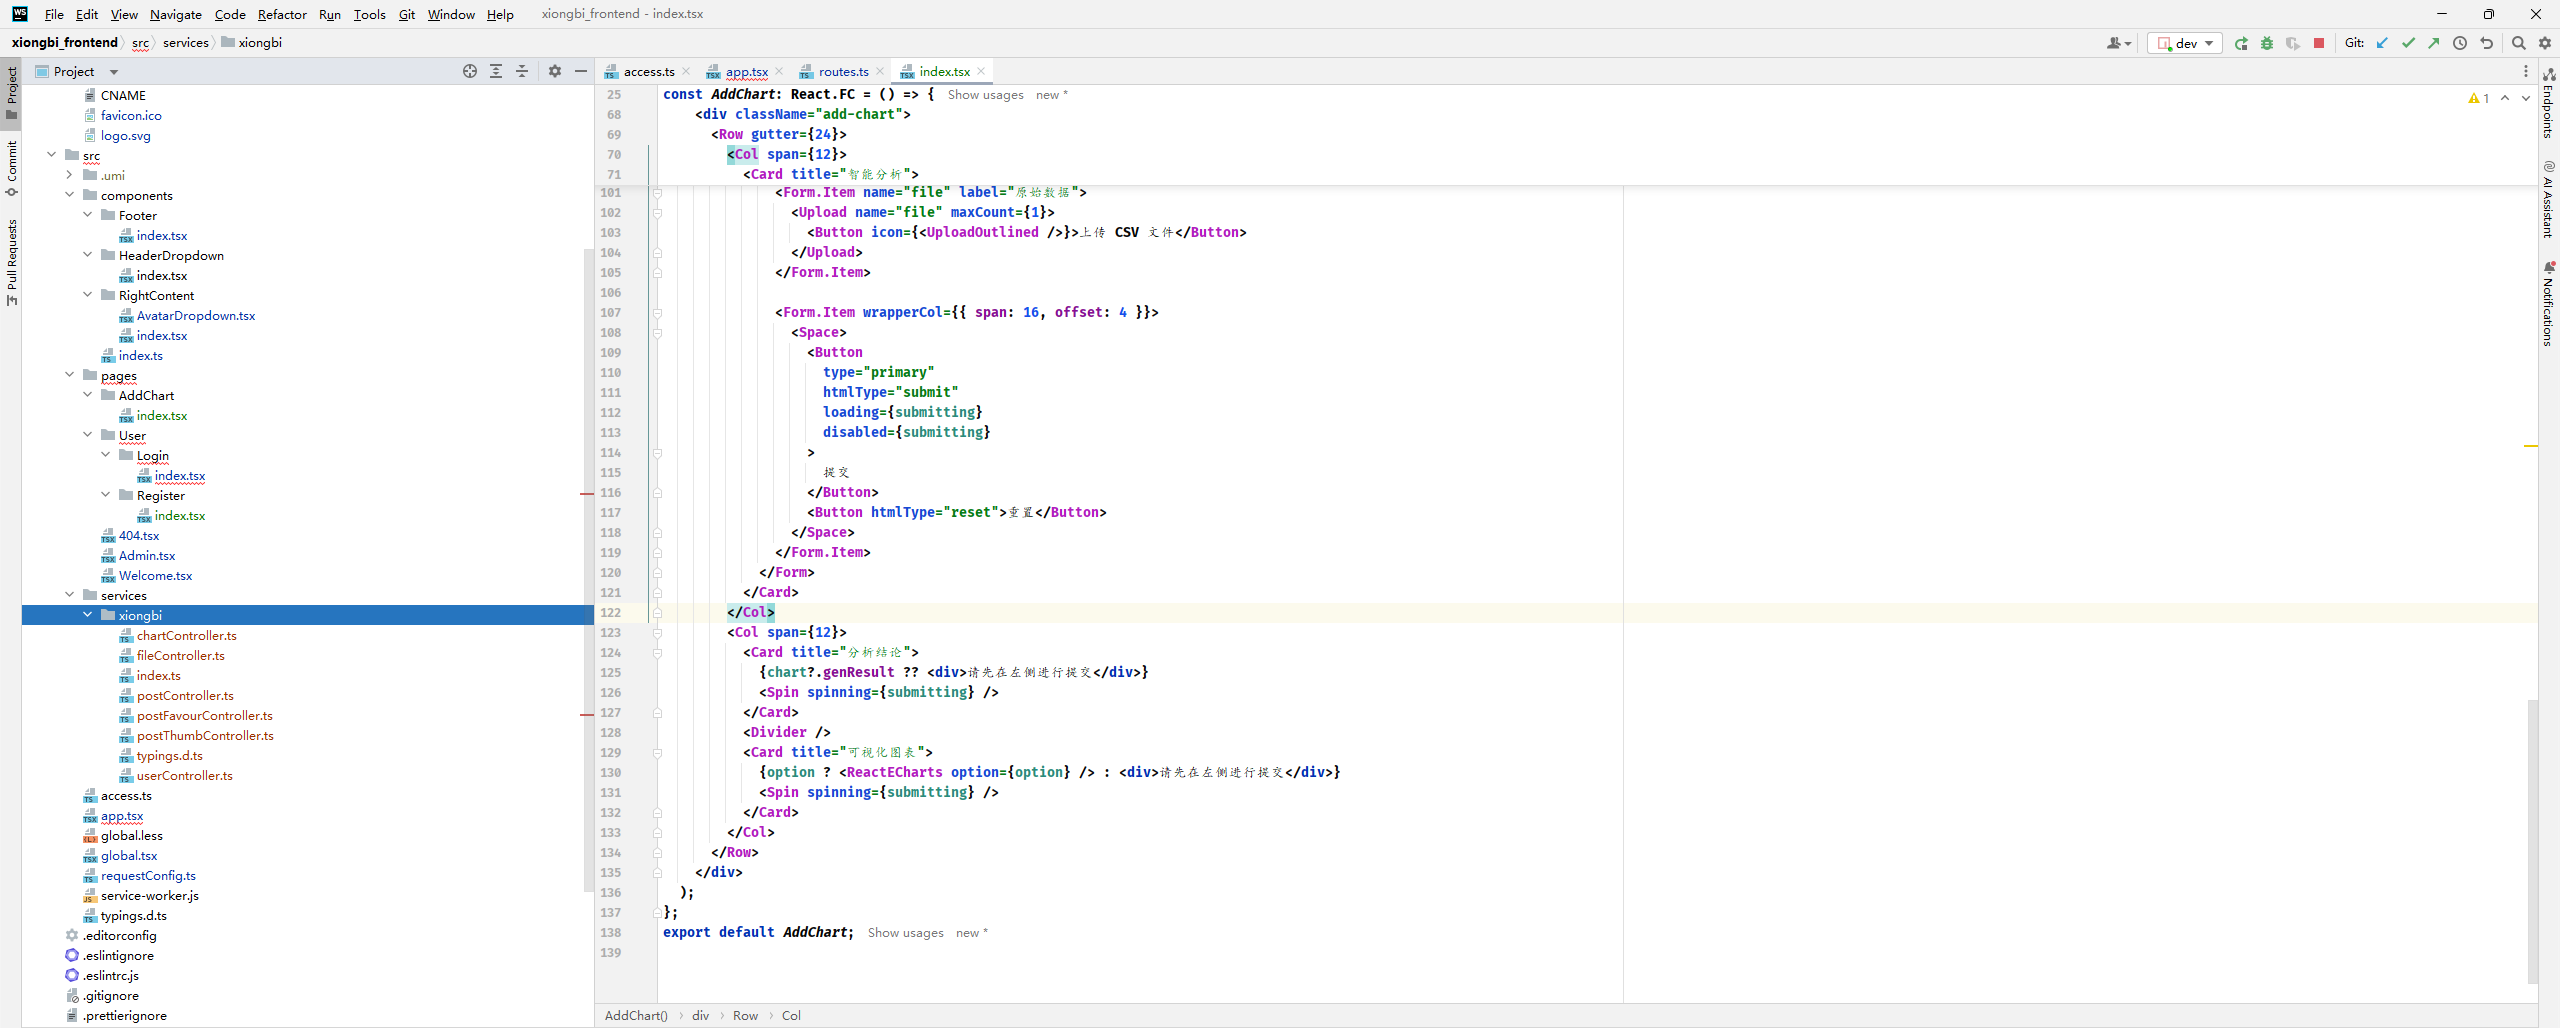 File Edit View Navigate Code Refactor Run Tools Git Window Help xiongbi_frontend - index.tsx
xiongbi_frontend src services xiongbi
dev Git:
Project
Commit
Pull Requests
Project
CNAME
favicon.ico
logo.svg
src
.umi
components
Footer
index.tsx
HeaderDropdown
index.tsx
RightContent
AvatarDropdown.tsx
index.tsx
index.ts
pages
AddChart
index.tsx
User
Login
index.tsx
Register
index.tsx
404.tsx
Admin.tsx
Welcome.tsx
services
xiongbi
chartController.ts
fileController.ts
index.ts
postController.ts
postFavourController.ts
postThumbController.ts
typings.d.ts
userController.ts
access.ts
app.tsx
global.less
global.tsx
requestConfig.ts
service-worker.js
typings.d.ts
.editorconfig
.eslintignore
.eslintrc.js
.gitignore
.prettierignore
access.ts app.tsx routes.ts index.tsx
1
25 const AddChart: React.FC = () => { Show usages new *
68 <div className="add-chart">
69 <Row gutter={24}>
70 <Col span={12}>
71 <Card title="智能分析">
101 <Form.Item name="file" label="原始数据">
102 <Upload name="file" maxCount={1}>
103 <Button icon={<UploadOutlined />}>上传 CSV 文件</Button>
104 </Upload>
105 </Form.Item>
106
107 <Form.Item wrapperCol={{ span: 16, offset: 4 }}>
108 <Space>
109 <Button
110 type="primary"
111 htmlType="submit"
112 loading={submitting}
113 disabled={submitting}
114 >
115 提交
116 </Button>
117 <Button htmlType="reset">重置</Button>
118 </Space>
119 </Form.Item>
120 </Form>
121 </Card>
122 </Col>
123 <Col span={12}>
124 <Card title="分析结论">
125 {chart?.genResult ?? <div>请先在左侧进行提交</div>}
126 <Spin spinning={submitting} />
127 </Card>
128 <Divider />
129 <Card title="可视化图表">
130 {option ? <ReactECharts option={option} /> : <div>请先在左侧进行提交</div>}
131 <Spin spinning={submitting} />
132 </Card>
133 </Col>
134 </Row>
135 </div>
136 );
137 };
138 export default AddChart; Show usages new *
139
AddChart() div Row Col
Endpoints
AI Assistant
Notifications